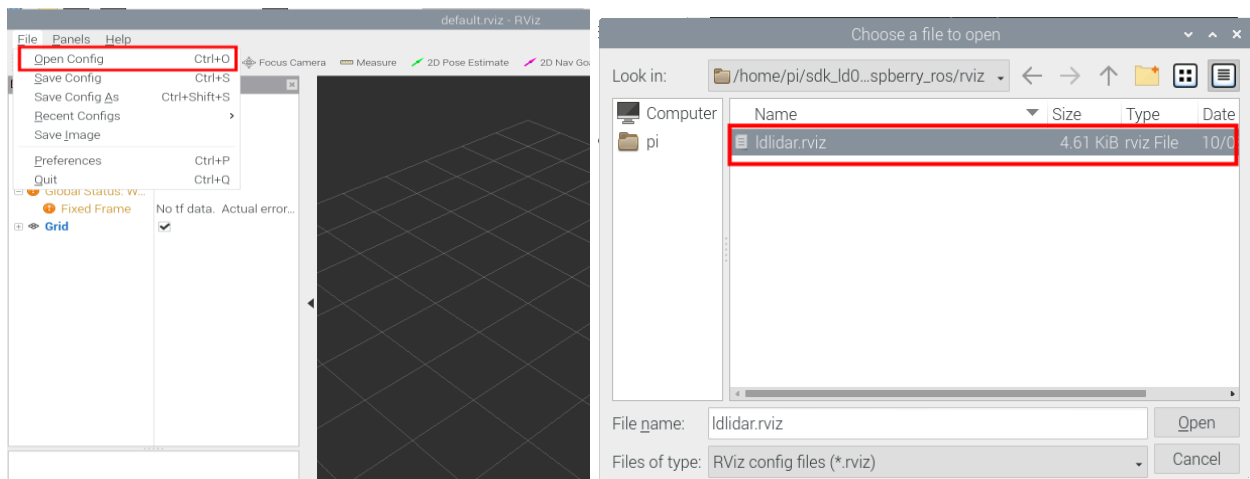 default.rviz - RViz
File Panels Help
Open Config Ctrl+O
Focus Camera Measure 2D Pose Estimate 2D Nav Goa
Save Config Ctrl+S
Save Config As Ctrl+Shift+S
Recent Configs
Save Image
Preferences Ctrl+P
Quit Ctrl+Q
Global Status: W...
Fixed Frame No tf data. Actual error...
Grid
Choose a file to open
Look in: /home/pi/sdk_ld0...spberry_ros/rviz
Computer
pi
Name Size Type Date
ldlidar.rviz 4.61 KiB rviz File 10/0
File name: ldlidar.rviz Open
Files of type: RViz config files (*.rviz) Cancel